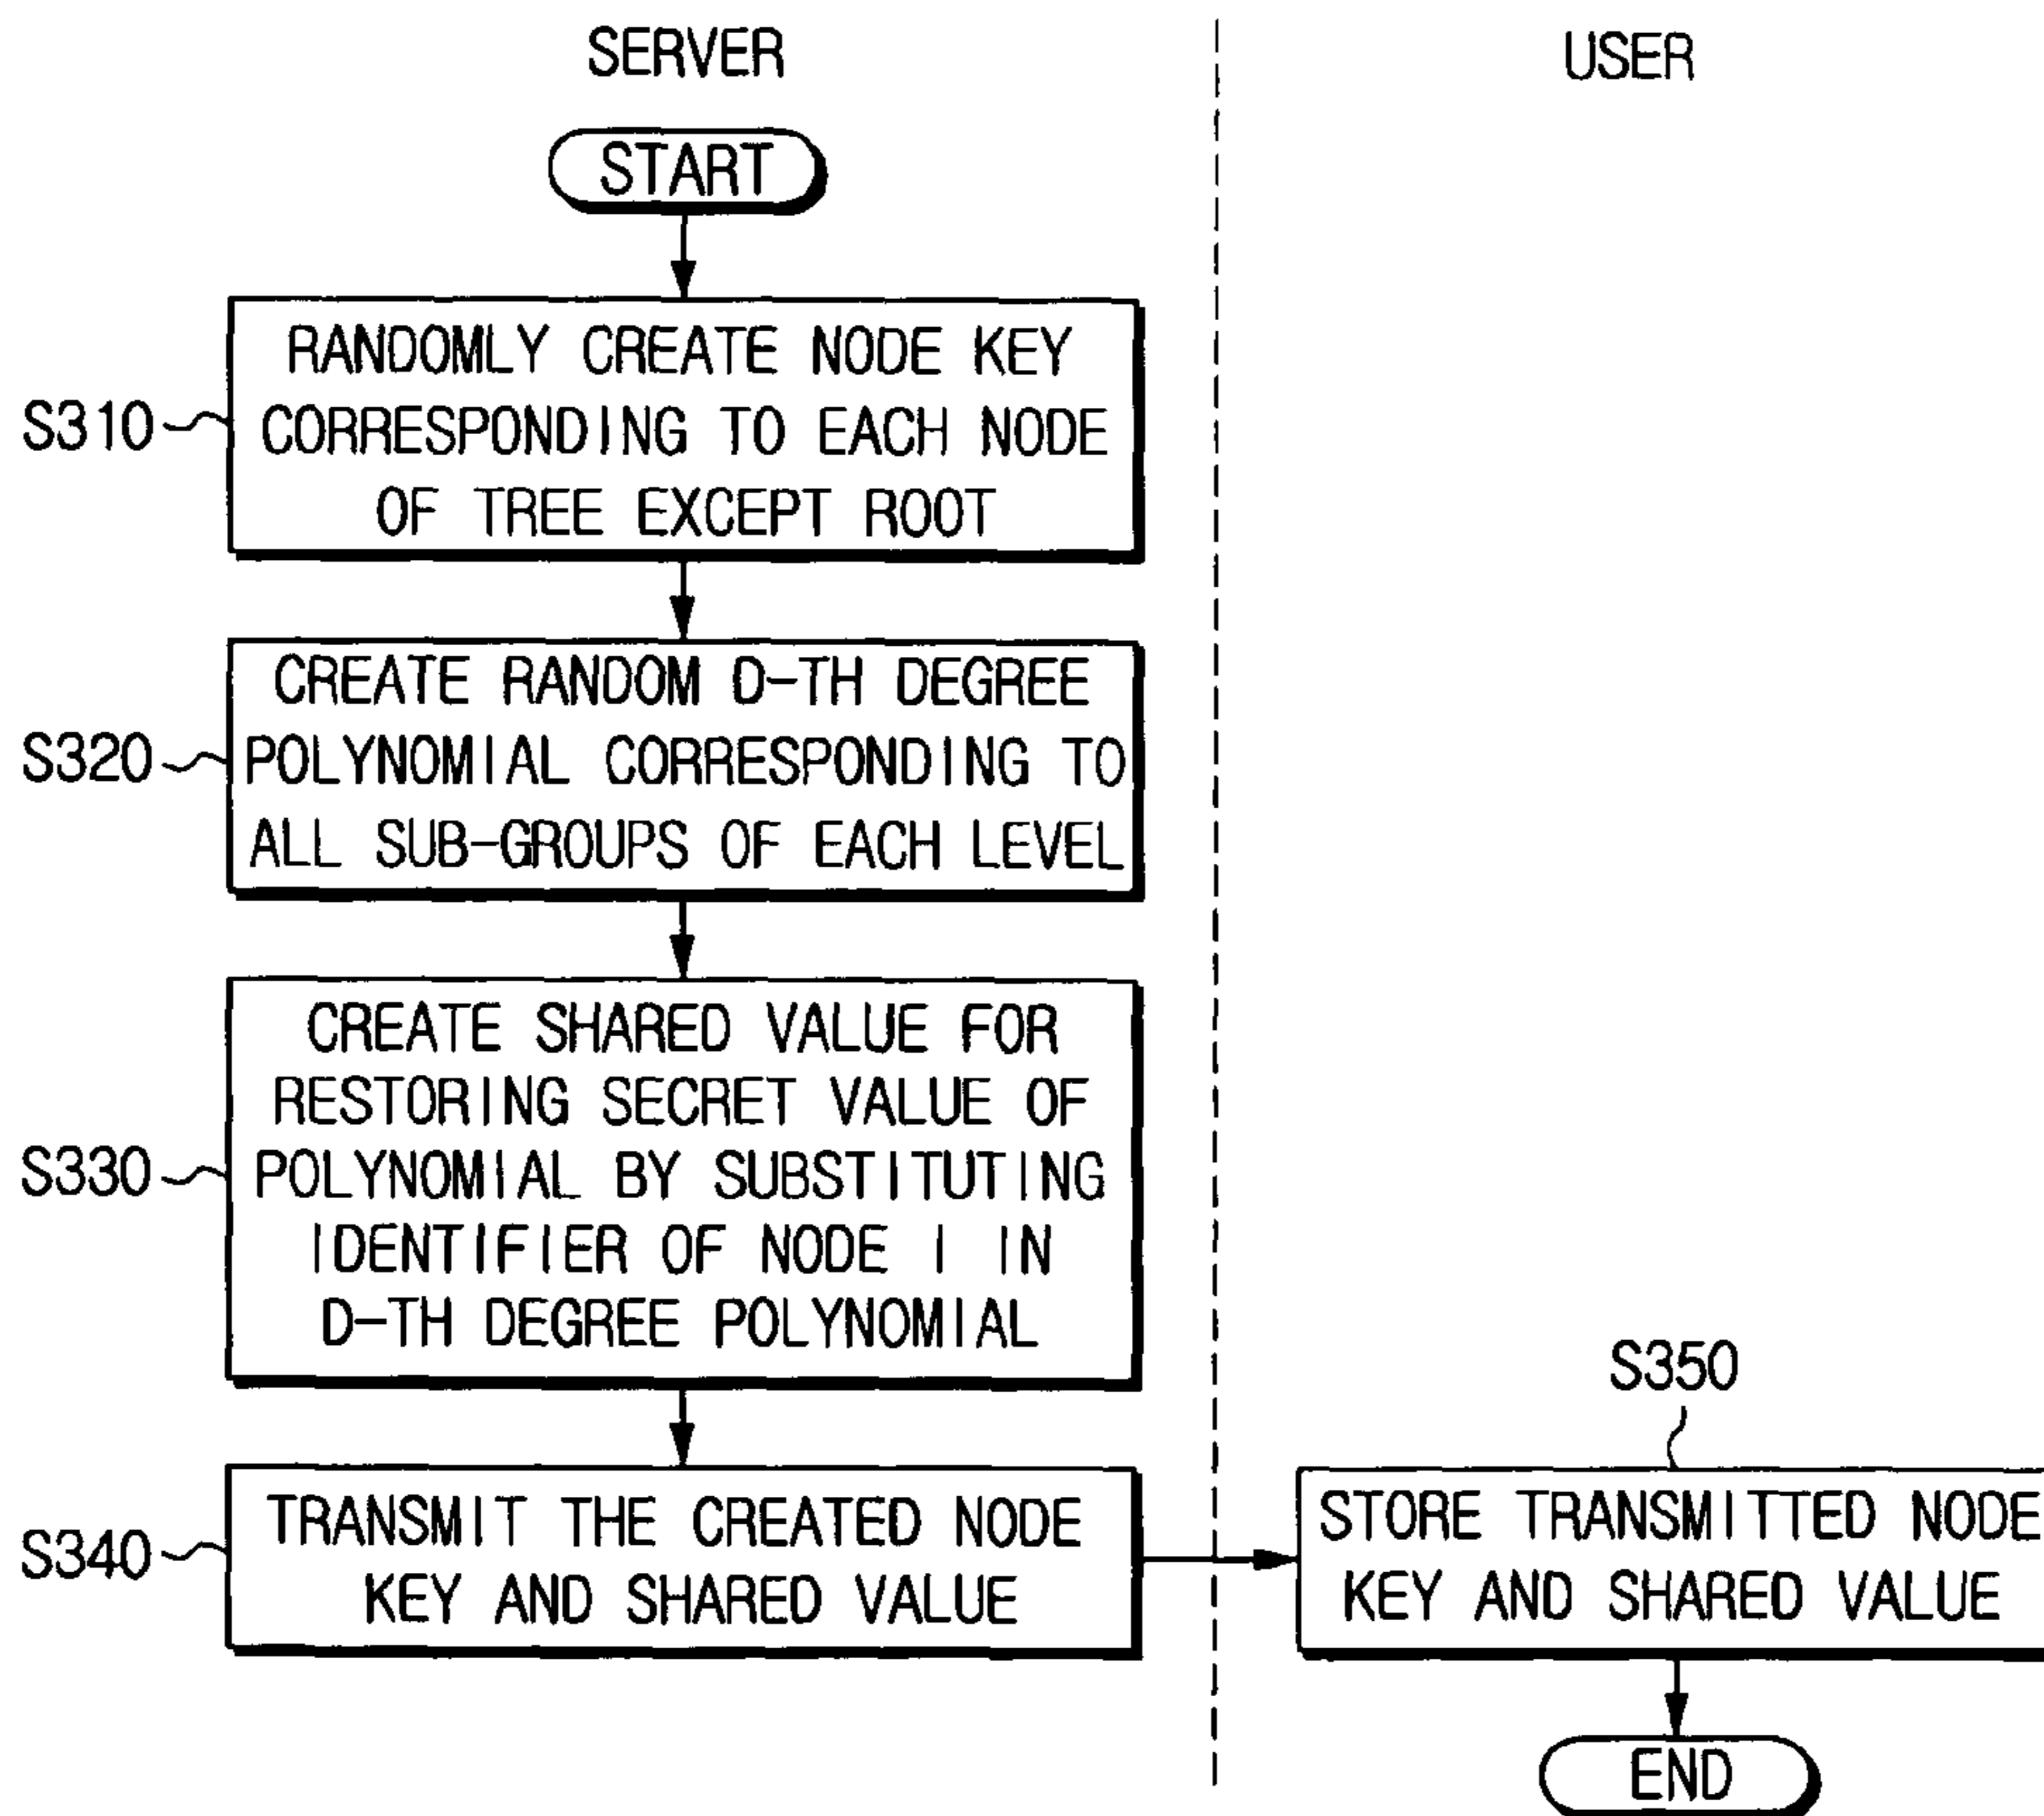 SERVER
USER
START
S310
RANDOMLY CREATE NODE KEY
CORRESPONDING TO EACH NODE
OF TREE EXCEPT ROOT
S320
CREATE RANDOM D-TH DEGREE
POLYNOMIAL CORRESPONDING TO
ALL SUB-GROUPS OF EACH LEVEL
S330
CREATE SHARED VALUE FOR
RESTORING SECRET VALUE OF
POLYNOMIAL BY SUBSTITUTING
IDENTIFIER OF NODE I IN
D-TH DEGREE POLYNOMIAL
S340
TRANSMIT THE CREATED NODE
KEY AND SHARED VALUE
S350
STORE TRANSMITTED NODE
KEY AND SHARED VALUE
END